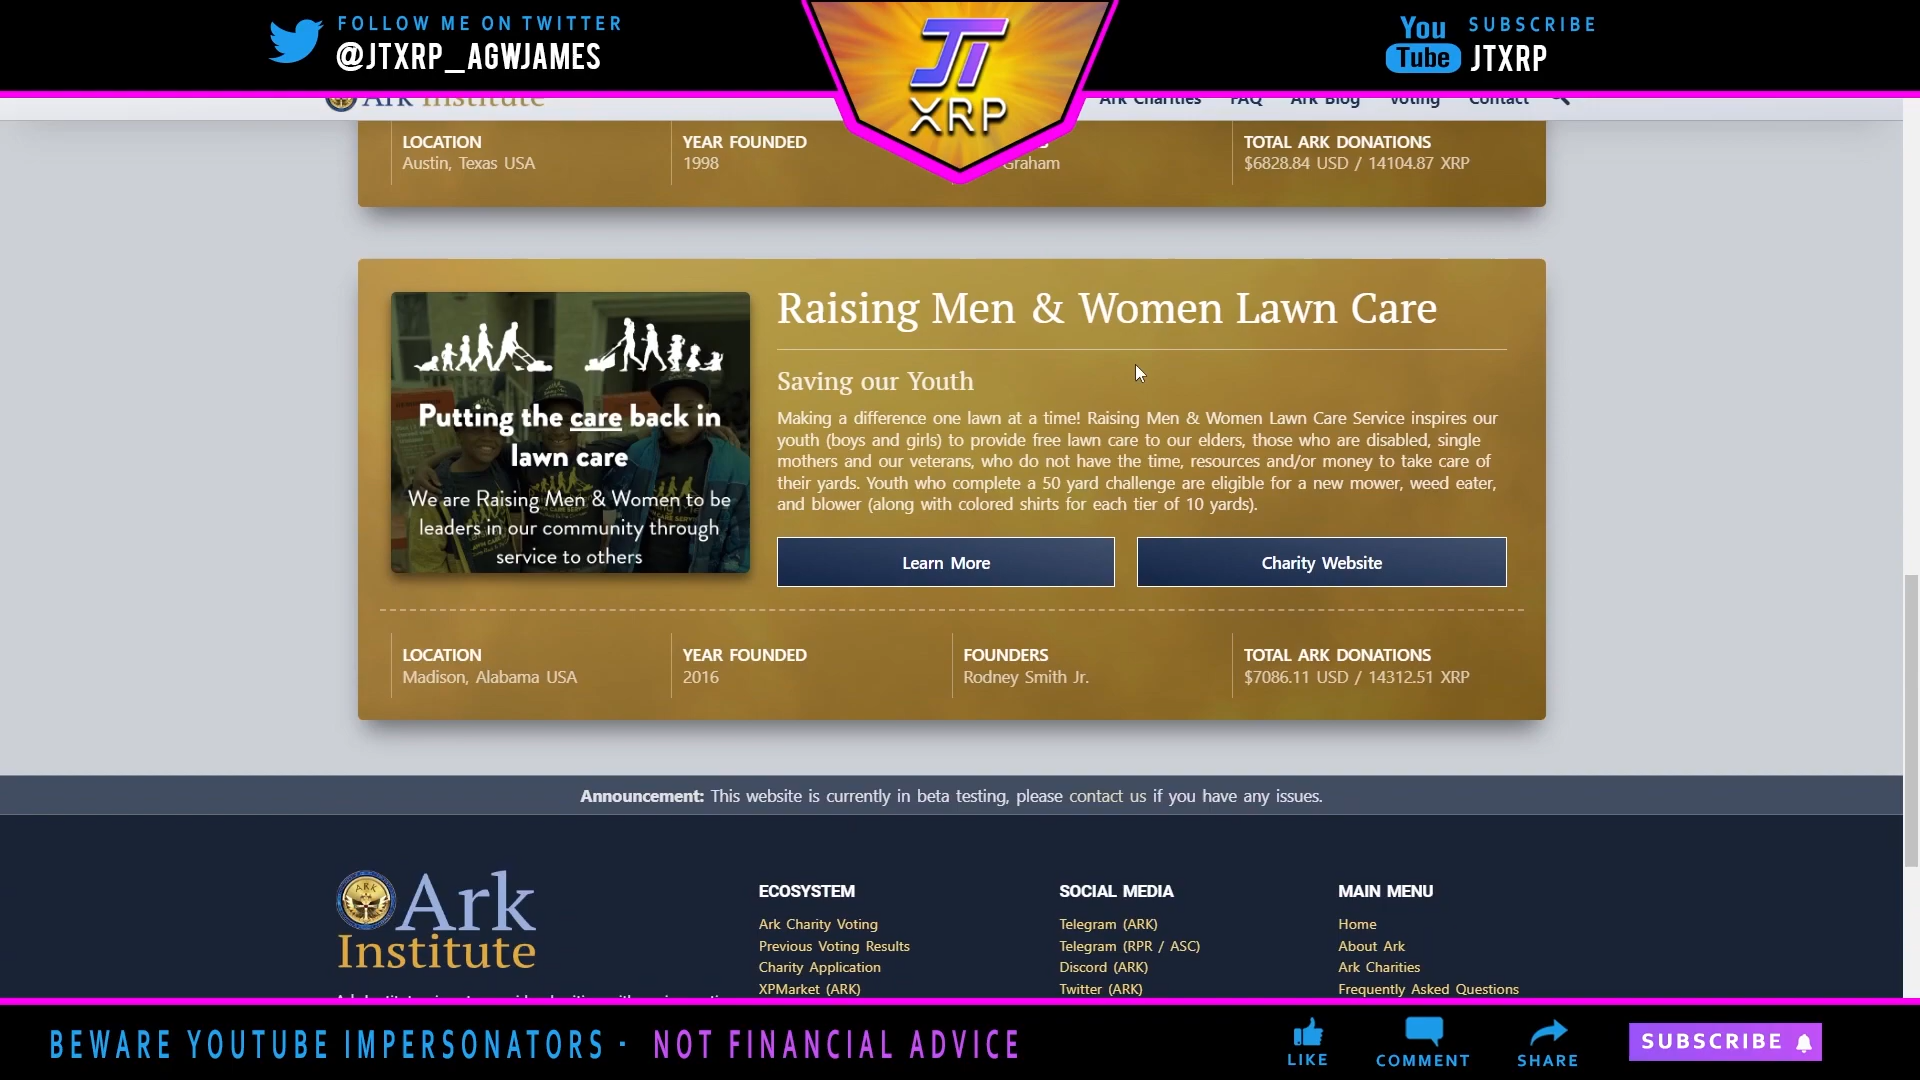 FOLLOW ME ON TWITTER
@JTXRP_AGWJAMES
JT
XRP
You
Tube
SUBSCRIBE
JTXRP
Ark Institute
Ark Charities FAQ Ark Blog Voting Contact
LOCATION
Austin, Texas USA
YEAR FOUNDED
1998
Graham
TOTAL ARK DONATIONS
$6828.84 USD / 14104.87 XRP
Putting the care back in
lawn care
We are Raising Men & Women to be
leaders in our community through
service to others
Raising Men & Women Lawn Care
Saving our Youth
Making a difference one lawn at a time! Raising Men & Women Lawn Care Service inspires our
youth (boys and girls) to provide free lawn care to our elders, those who are disabled, single
mothers and our veterans, who do not have the time, resources and/or money to take care of
their yards. Youth who complete a 50 yard challenge are eligible for a new mower, weed eater,
and blower (along with colored shirts for each tier of 10 yards).
Learn More
Charity Website
LOCATION
Madison, Alabama USA
YEAR FOUNDED
2016
FOUNDERS
Rodney Smith Jr.
TOTAL ARK DONATIONS
$7086.11 USD / 14312.51 XRP
Announcement: This website is currently in beta testing, please contact us if you have any issues.
Ark
Institute
ECOSYSTEM
Ark Charity Voting
Previous Voting Results
Charity Application
XPMarket (ARK)
SOCIAL MEDIA
Telegram (ARK)
Telegram (RPR / ASC)
Discord (ARK)
Twitter (ARK)
MAIN MENU
Home
About Ark
Ark Charities
Frequently Asked Questions
BEWARE YOUTUBE IMPERSONATORS - NOT FINANCIAL ADVICE
LIKE
COMMENT
SHARE
SUBSCRIBE